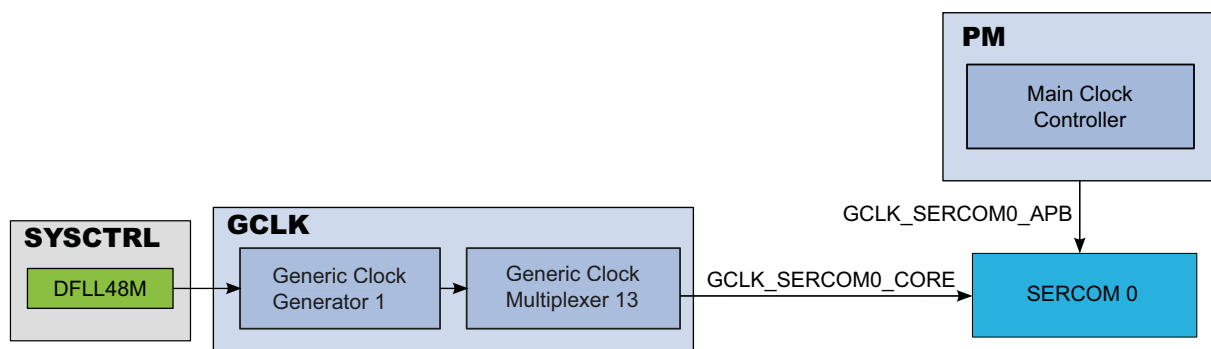 PM
Main Clock
Controller
GCLK_SERCOM0_APB
SYSCTRL
DFLL48M
GCLK
Generic Clock
Generator 1
Generic Clock
Multiplexer 13
GCLK_SERCOM0_CORE
SERCOM 0